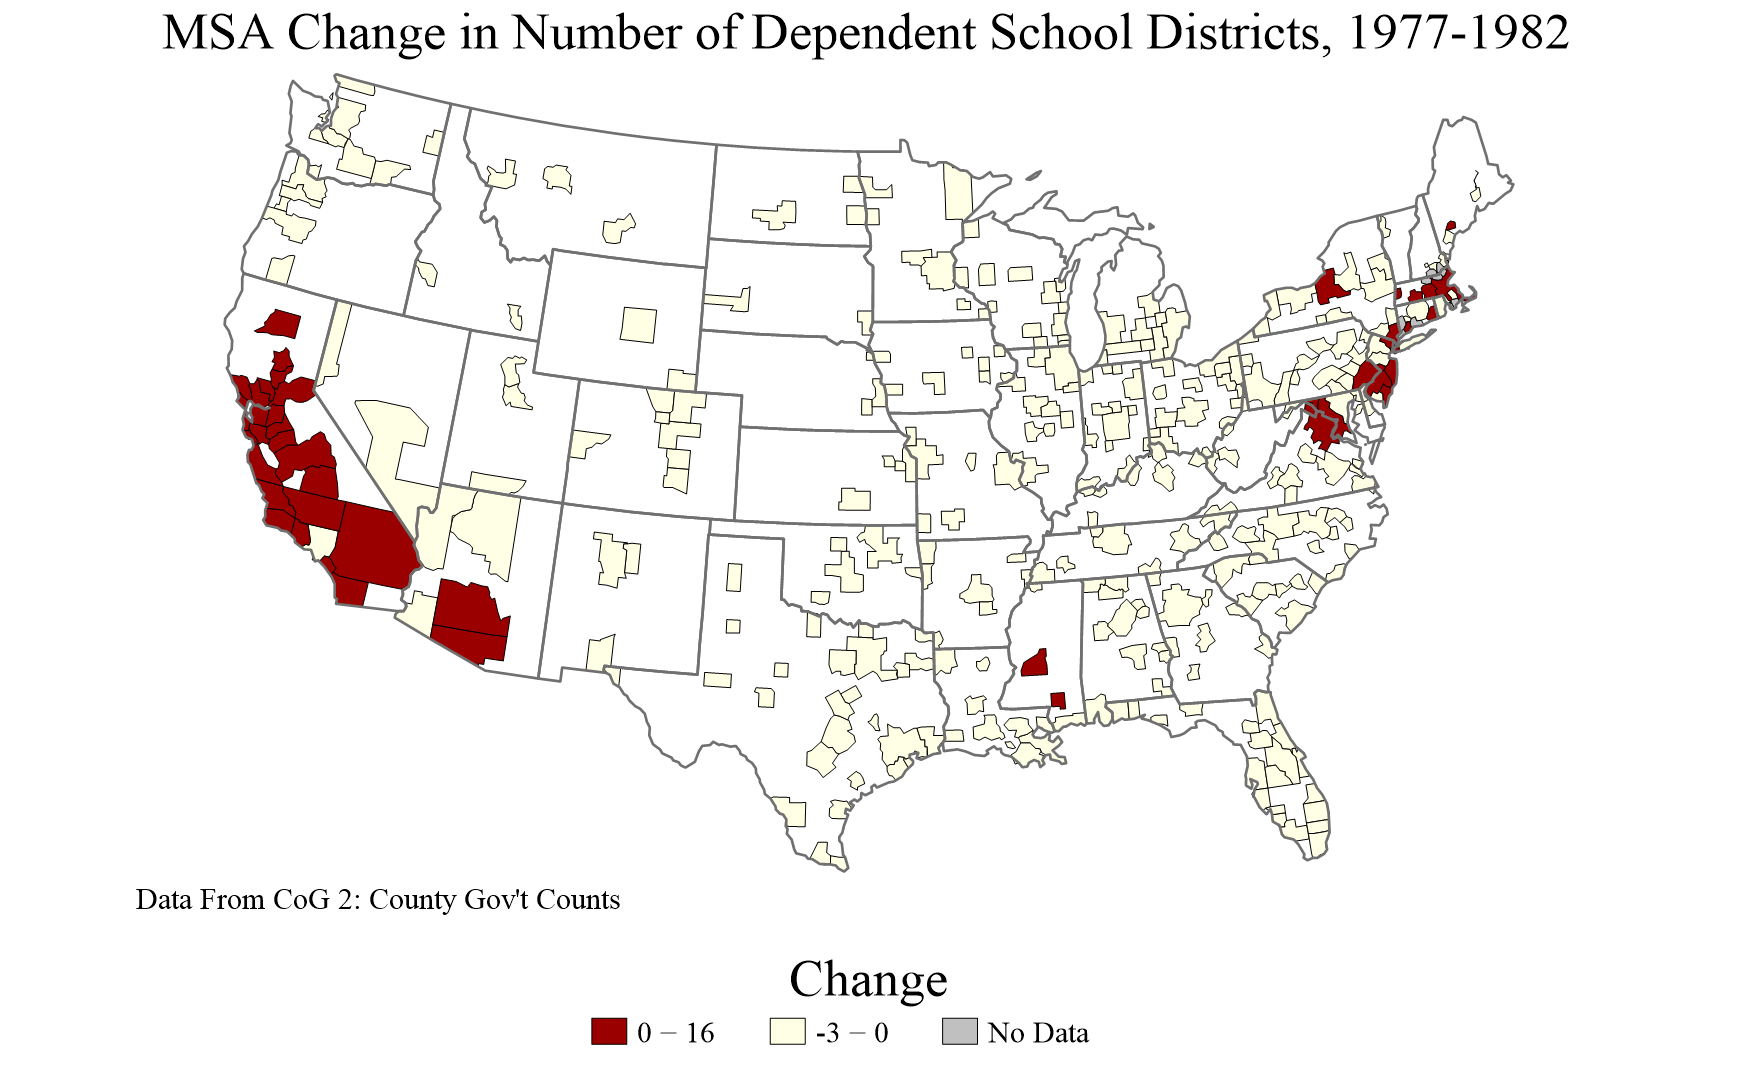 MSA Change in Number of Dependent School Districts, 1977-1982
Data From CoG 2: County Gov't Counts
Change
0 − 16
-3 − 0
No Data